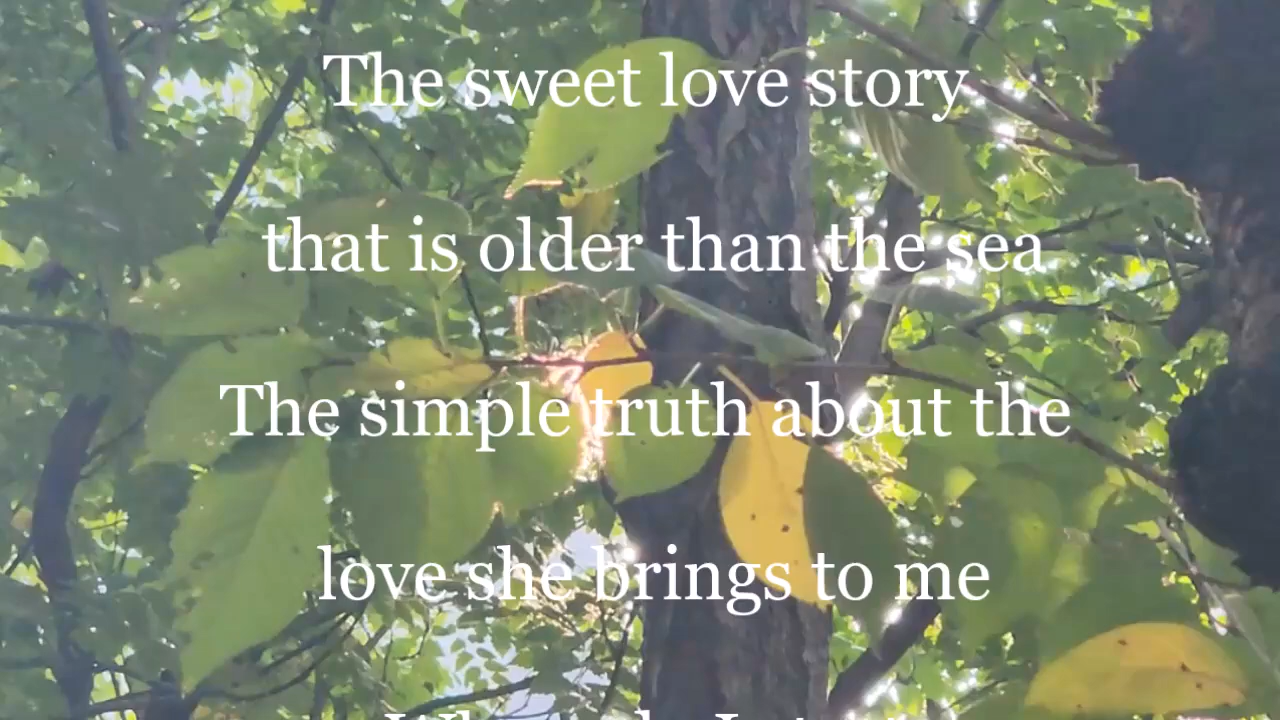 The sweet love story
that is older than the sea
The simple truth about the
love she brings to me